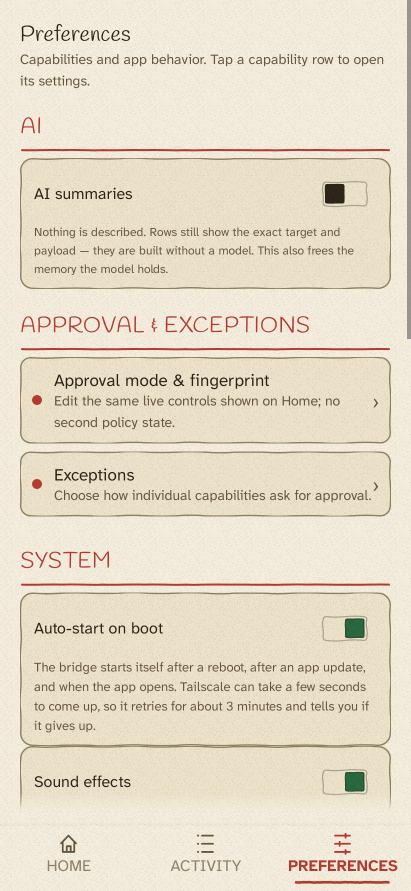 Preferences
Capabilities and app behavior. Tap a capability row to open
its settings.
AI
AI summaries
Nothing is described. Rows still show the exact target and
payload — they are built without a model. This also frees the
memory the model holds.
APPROVAL & EXCEPTIONS
Approval mode & fingerprint
Edit the same live controls shown on Home; no
second policy state.
Exceptions
Choose how individual capabilities ask for approval.
SYSTEM
Auto-start on boot
The bridge starts itself after a reboot, after an app update,
and when the app opens. Tailscale can take a few seconds
to come up, so it retries for about 3 minutes and tells you if
it gives up.
Sound effects
HOME
ACTIVITY
PREFERENCES